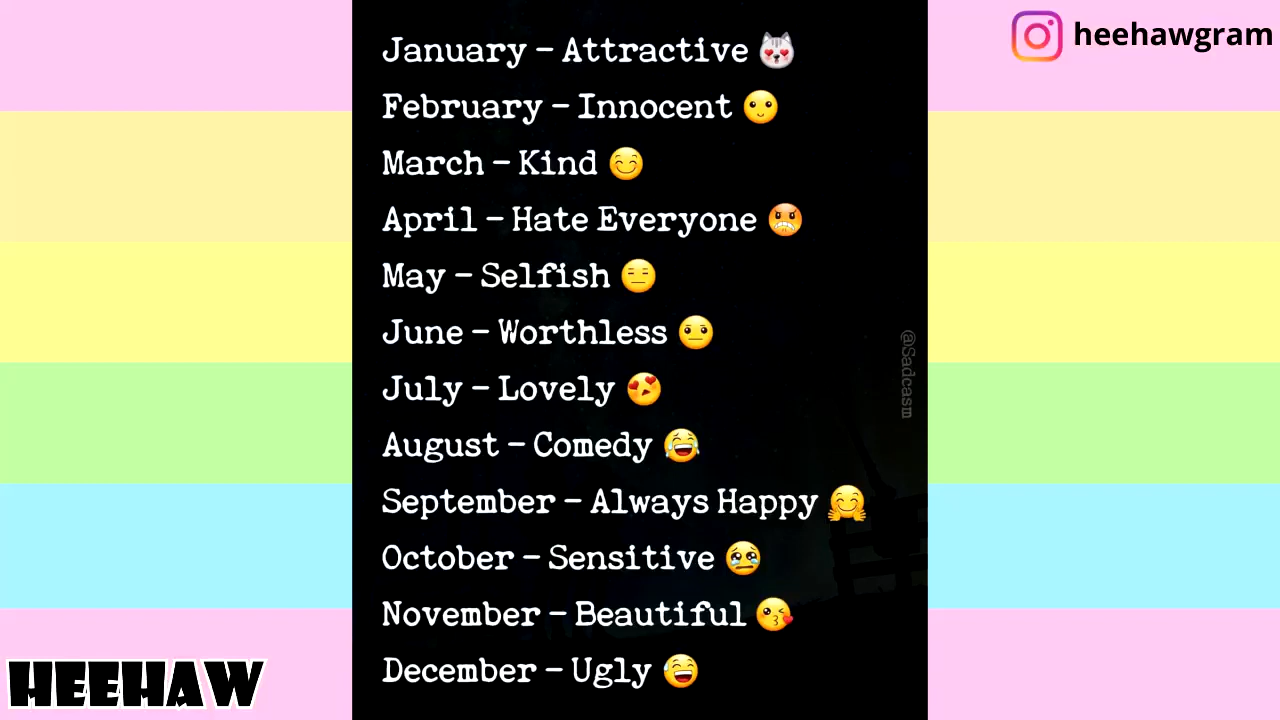 heehawgram
January – Attractive 😻
February – Innocent 🙂
March – Kind 😊
April – Hate Everyone 😠
May – Selfish 😑
June – Worthless 😐
July – Lovely 😍
August – Comedy 😂
September – Always Happy 🤗
October – Sensitive 😢
November – Beautiful 😘
December – Ugly 😅
@Sadcasm
HEEHAW